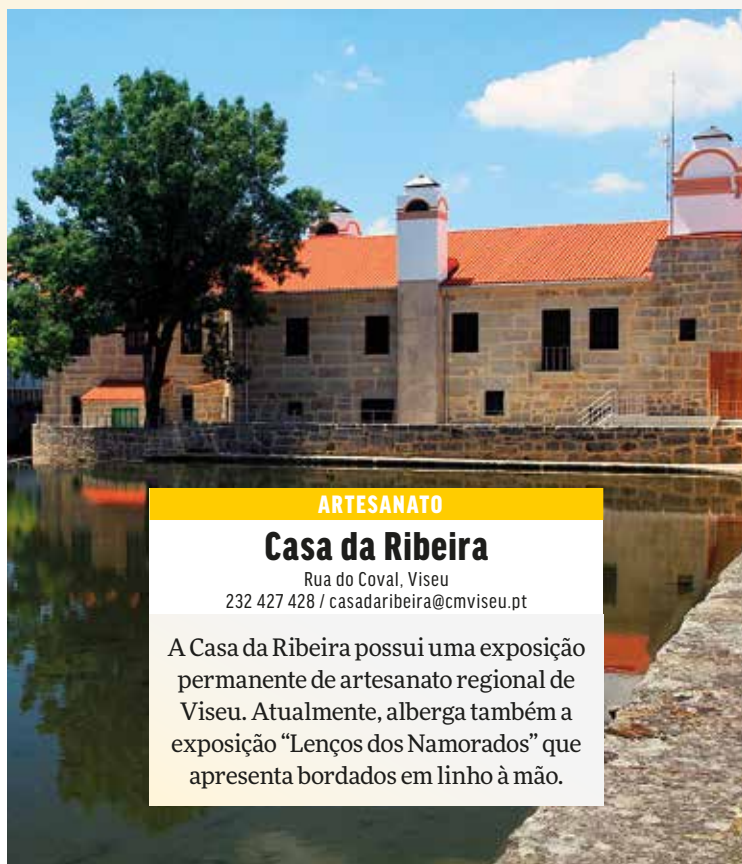 ARTESANATO
Casa da Ribeira
Rua do Coval, Viseu
232 427 428 / casadaribeira@cmviseu.pt
A Casa da Ribeira possui uma exposição
permanente de artesanato regional de
Viseu. Atualmente, alberga também a
exposição “Lenços dos Namorados” que
apresenta bordados em linho à mão.